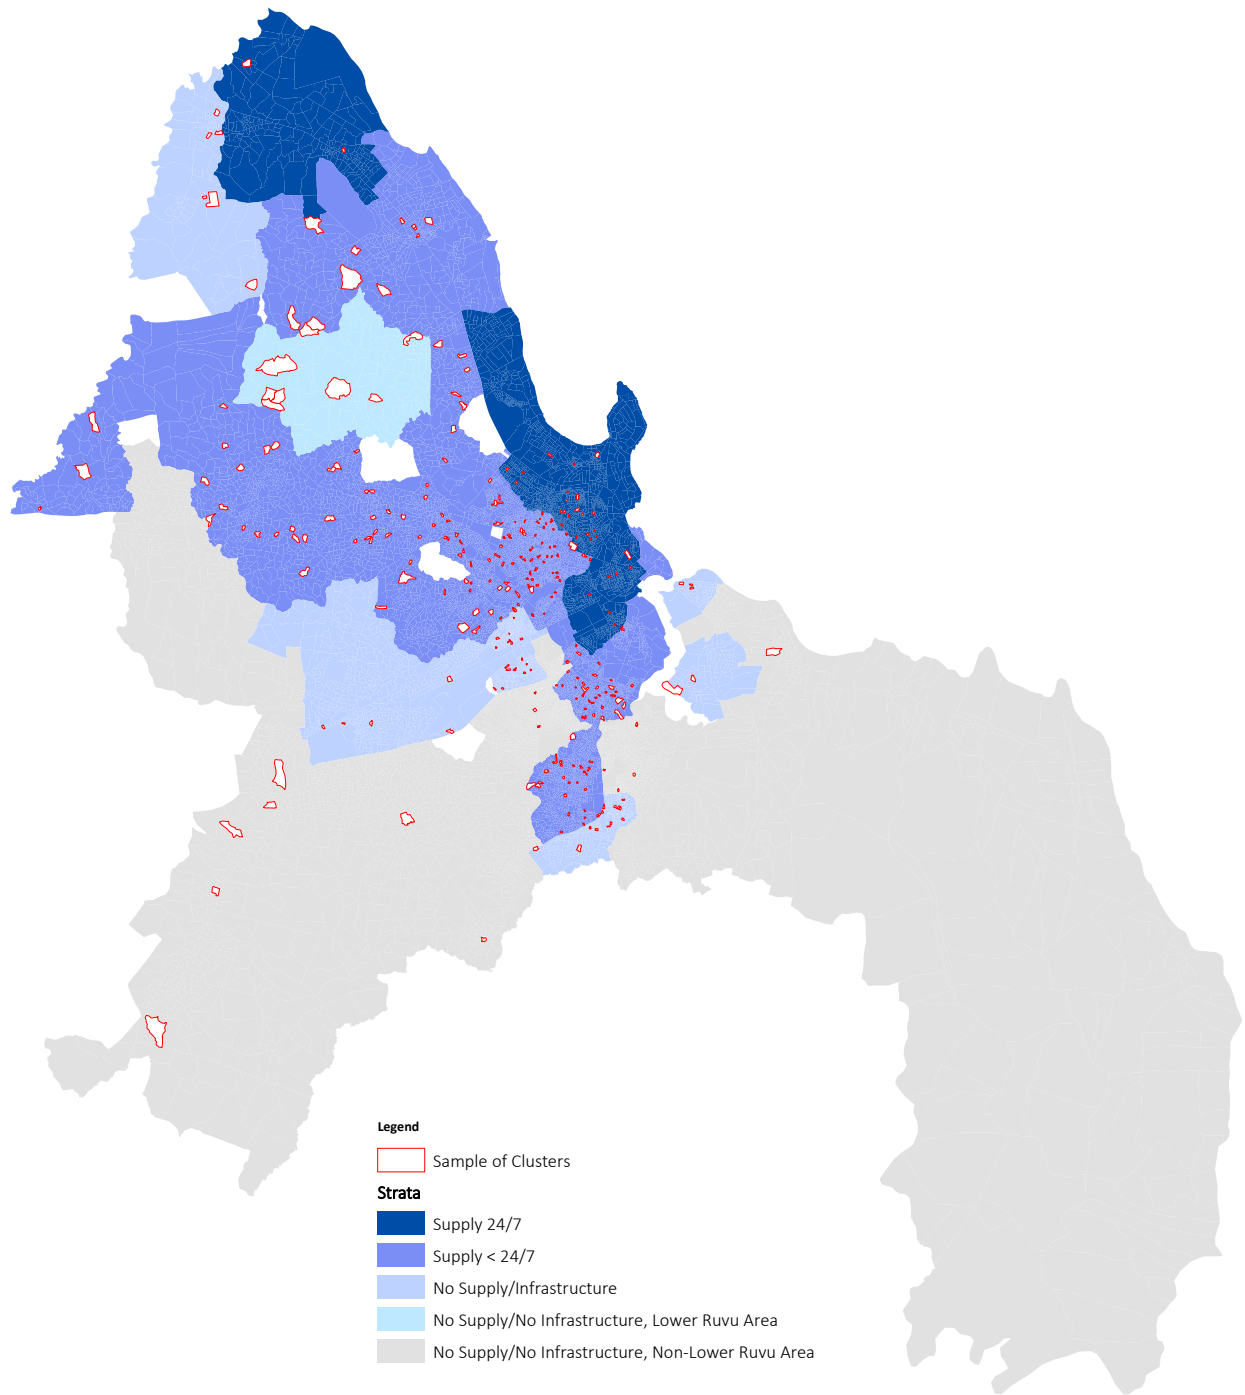 Legend
Sample of Clusters
Strata
Supply 24/7
Supply < 24/7
No Supply/Infrastructure
No Supply/No Infrastructure, Lower Ruvu Area
No Supply/No Infrastructure, Non-Lower Ruvu Area